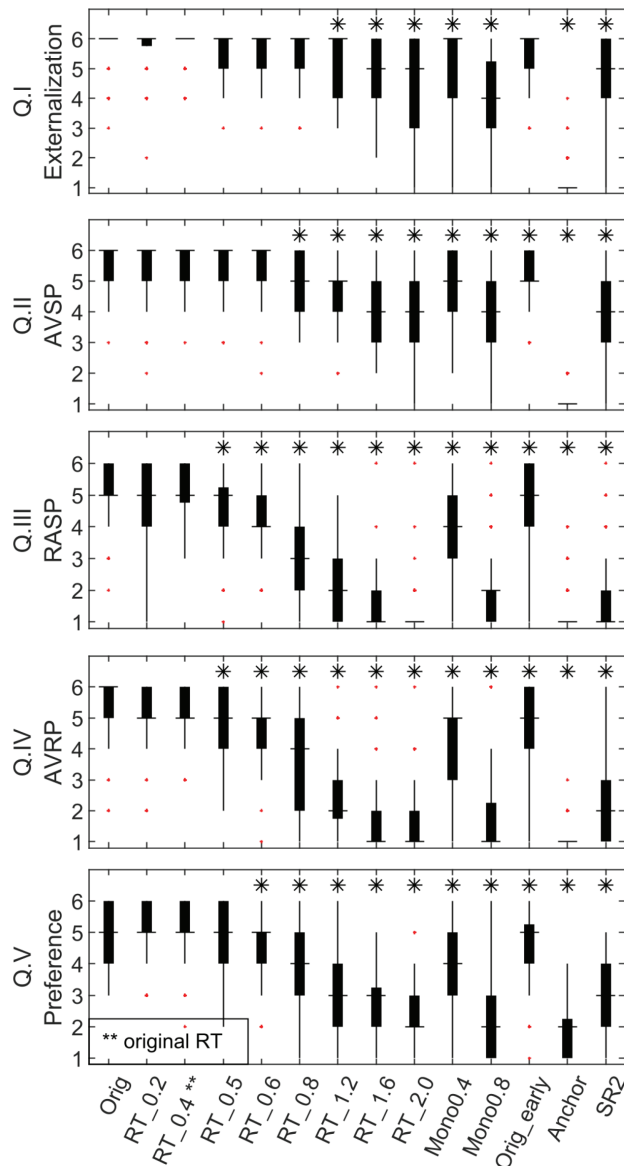 Q.I
Externalization
6
5
4
3
2
1
Q.II
AVSP
6
5
4
3
2
1
Q.III
RASP
6
5
4
3
2
1
Q.IV
AVRP
6
5
4
3
2
1
Q.V
Preference
6
5
4
3
2
1
** original RT
Orig
RT_0.2
RT_0.4 **
RT_0.5
RT_0.6
RT_0.8
RT_1.2
RT_1.6
RT_2.0
Mono0.4
Mono0.8
Orig_early
Anchor
SR2